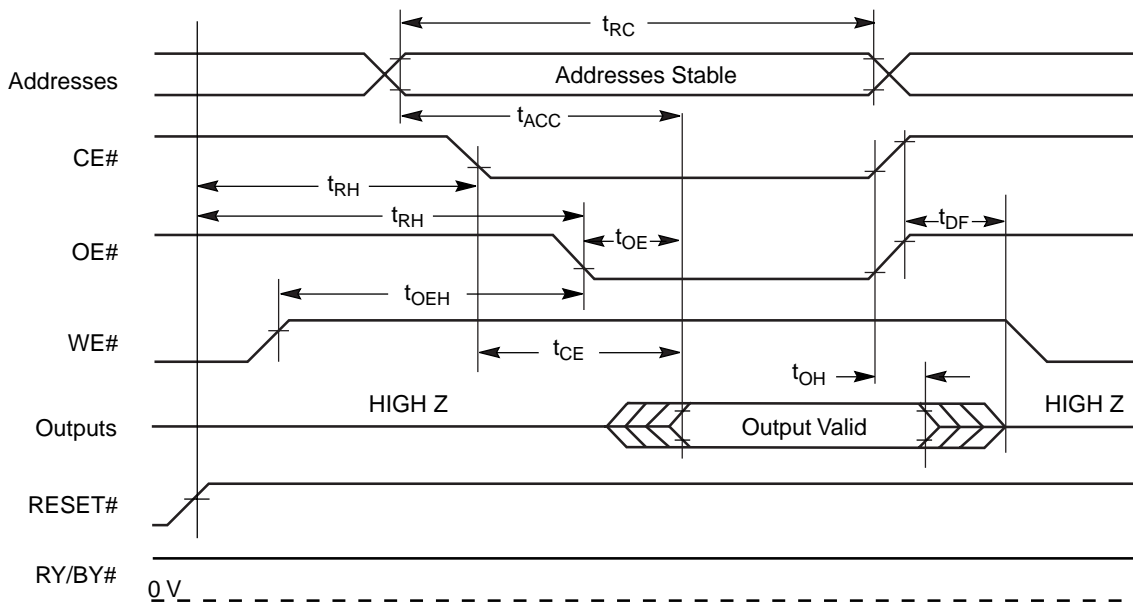 tRC
Addresses
Addresses Stable
tACC
CE#
tRH
tRH
tOE
tDF
OE#
tOEH
WE#
tCE
tOH
HIGH Z
HIGH Z
Outputs
Output Valid
RESET#
RY/BY#
0 V